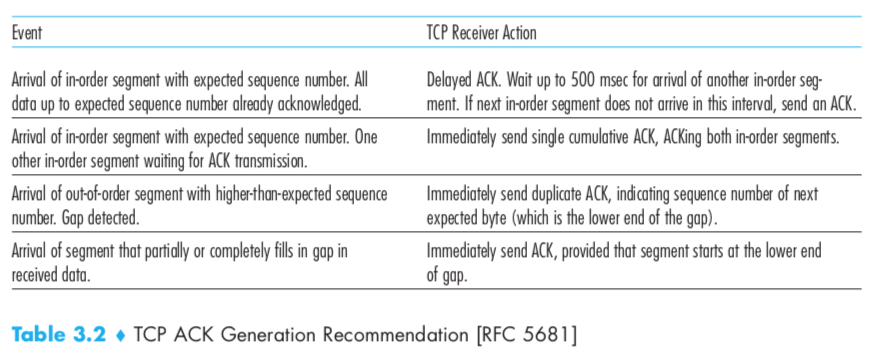 Event TCP Receiver Action
Arrival of in-order segment with expected sequence number. All
data up to expected sequence number already acknowledged.
Delayed ACK. Wait up to 500 msec for arrival of another in-order seg-
ment. If next in-order segment does not arrive in this interval, send an ACK.
Arrival of in-order segment with expected sequence number. One
other in-order segment waiting for ACK transmission.
Immediately send single cumulative ACK, ACKing both in-order segments.
Arrival of out-of-order segment with higher-than-expected sequence
number. Gap detected.
Immediately send duplicate ACK, indicating sequence number of next
expected byte (which is the lower end of the gap).
Arrival of segment that partially or completely fills in gap in
received data.
Immediately send ACK, provided that segment starts at the lower end
of gap.
Table 3.2 ♦ TCP ACK Generation Recommendation [RFC 5681]